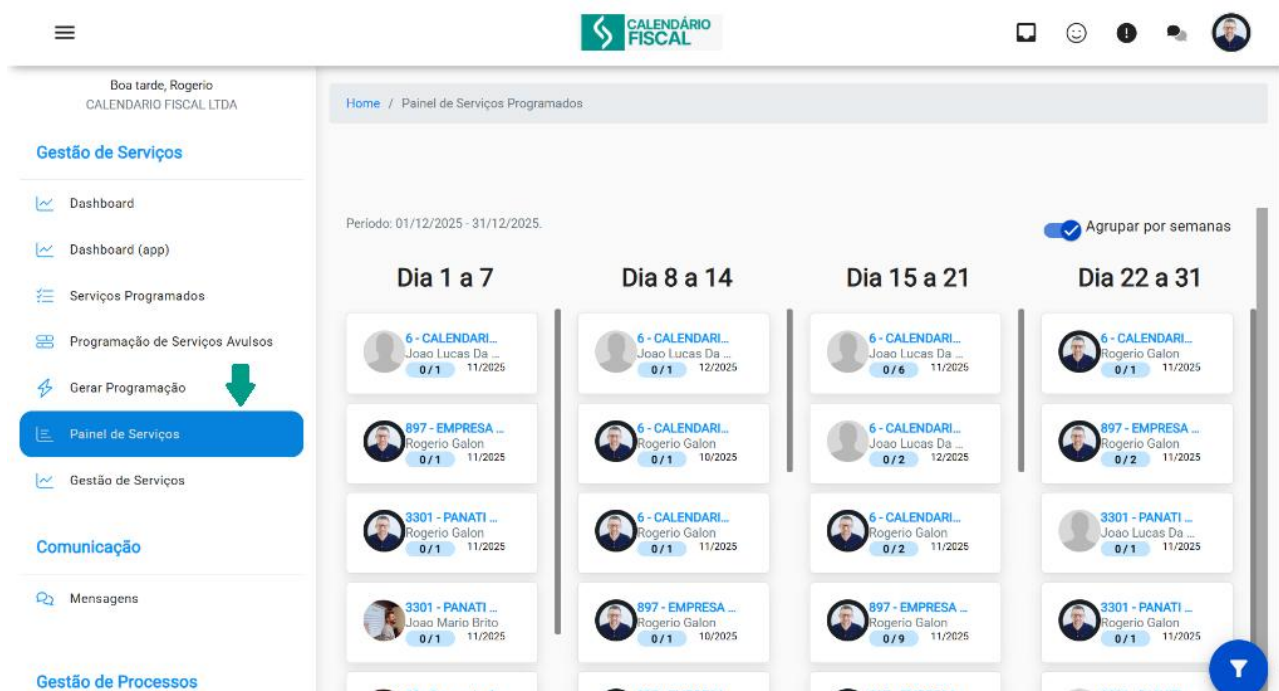 CALENDÁRIO
FISCAL
Boa tarde, Rogerio
CALENDARIO FISCAL LTDA
Gestão de Serviços
Dashboard
Dashboard (app)
Serviços Programados
Programação de Serviços Avulsos
Gerar Programação
Painel de Serviços
Gestão de Serviços
Comunicação
Mensagens
Gestão de Processos
Home / Painel de Serviços Programados
Período: 01/12/2025 - 31/12/2025.
Agrupar por semanas
Dia 1 a 7
6 - CALENDARI...
Joao Lucas Da ...
0 / 1 11/2025
897 - EMPRESA ...
Rogerio Galon
0 / 1 11/2025
3301 - PANATI ...
Rogerio Galon
0 / 1 11/2025
3301 - PANATI ...
Joao Mario Brito
0 / 1 11/2025
Dia 8 a 14
6 - CALENDARI...
Joao Lucas Da ...
0 / 1 12/2025
6 - CALENDARI...
Rogerio Galon
0 / 1 10/2025
6 - CALENDARI...
Rogerio Galon
0 / 1 11/2025
897 - EMPRESA ...
Rogerio Galon
0 / 1 10/2025
Dia 15 a 21
6 - CALENDARI...
Joao Lucas Da ...
0 / 6 11/2025
6 - CALENDARI...
Joao Lucas Da ...
0 / 2 12/2025
6 - CALENDARI...
Rogerio Galon
0 / 2 11/2025
897 - EMPRESA ...
Rogerio Galon
0 / 9 11/2025
Dia 22 a 31
6 - CALENDARI...
Rogerio Galon
0 / 1 11/2025
897 - EMPRESA ...
Rogerio Galon
0 / 2 11/2025
3301 - PANATI ...
Joao Lucas Da ...
0 / 1 11/2025
3301 - PANATI ...
Rogerio Galon
0 / 1 11/2025